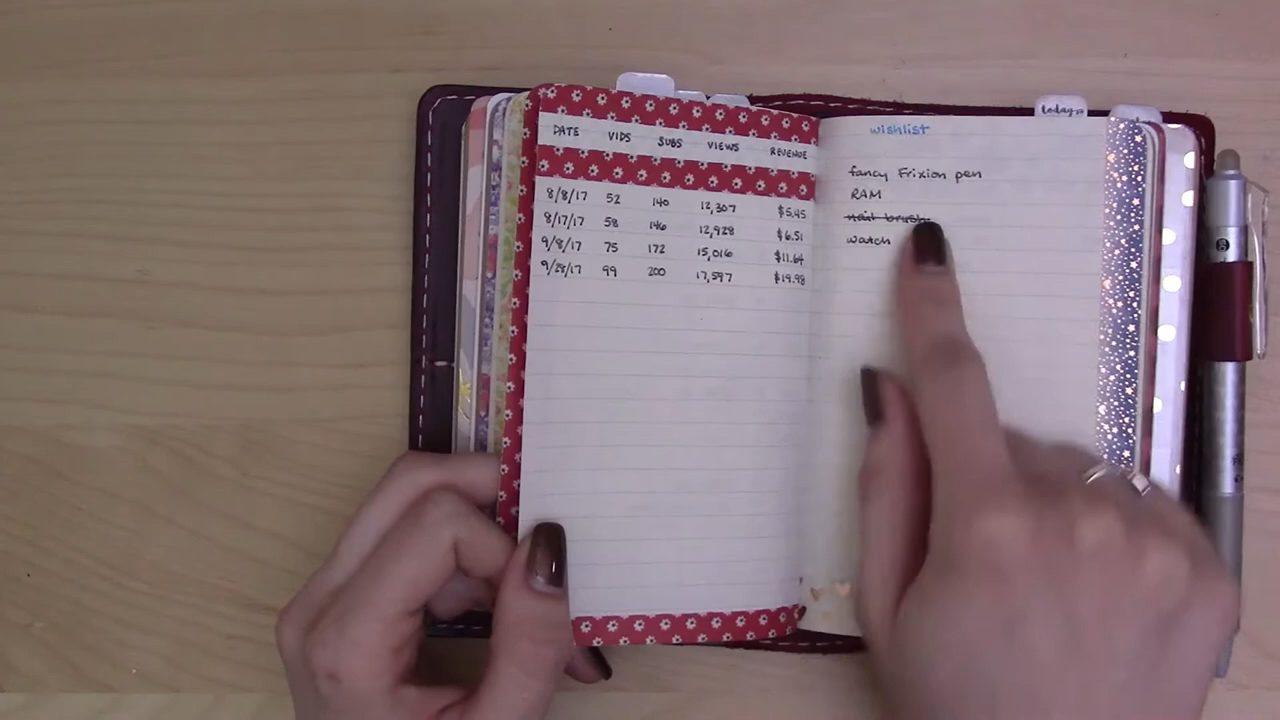 DATE VIDS SUBS VIEWS REVENUE
8/8/17 52 140 12,307 $5.45
8/17/17 58 146 12,928 $6.51
9/8/17 75 172 15,016 $11.64
9/28/17 99 200 17,597 $19.98
today
wishlist
fancy Frixion pen
RAM
nail brush
watch